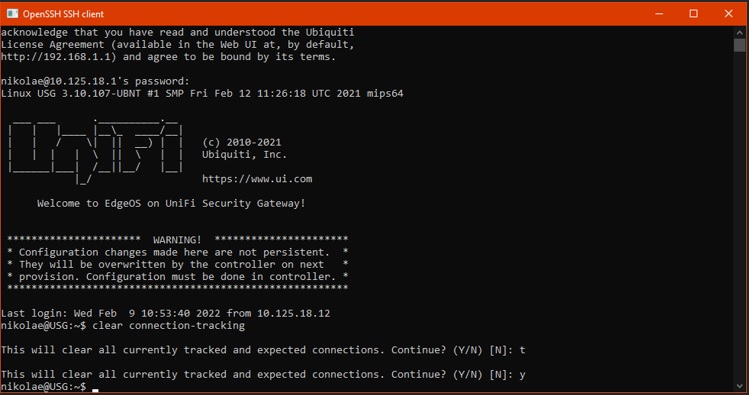 OpenSSH SSH client
acknowledge that you have read and understood the Ubiquiti
License Agreement (available in the Web UI at, by default,
http://192.168.1.1) and agree to be bound by its terms.
nikolae@10.125.18.1's password:
Linux USG 3.10.107-UBNT #1 SMP Fri Feb 12 11:26:18 UTC 2021 mips64
UniFi
(c) 2010-2021
Ubiquiti, Inc.
https://www.ui.com
Welcome to EdgeOS on UniFi Security Gateway!
********************** WARNING! **********************
* Configuration changes made here are not persistent. *
* They will be overwritten by the controller on next *
* provision. Configuration must be done in controller. *
********************************************************
Last login: Wed Feb  9 10:53:40 2022 from 10.125.18.12
nikolae@USG:~$ clear connection-tracking
This will clear all currently tracked and expected connections. Continue? (Y/N) [N]: t
This will clear all currently tracked and expected connections. Continue? (Y/N) [N]: y
nikolae@USG:~$